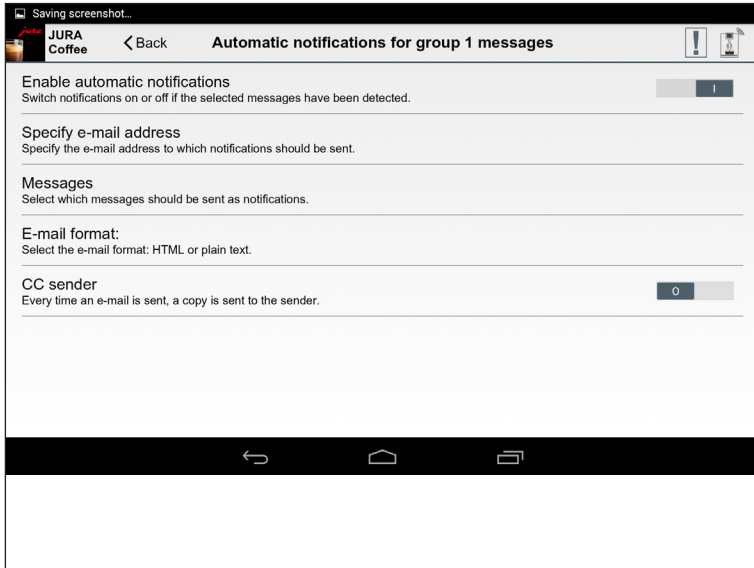 Saving screenshot...
jura
JURA
Coffee
Back
Automatic notifications for group 1 messages
Enable automatic notifications
Switch notifications on or off if the selected messages have been detected.
I
Specify e-mail address
Specify the e-mail address to which notifications should be sent.
Messages
Select which messages should be sent as notifications.
E-mail format:
Select the e-mail format: HTML or plain text.
CC sender
Every time an e-mail is sent, a copy is sent to the sender.
O